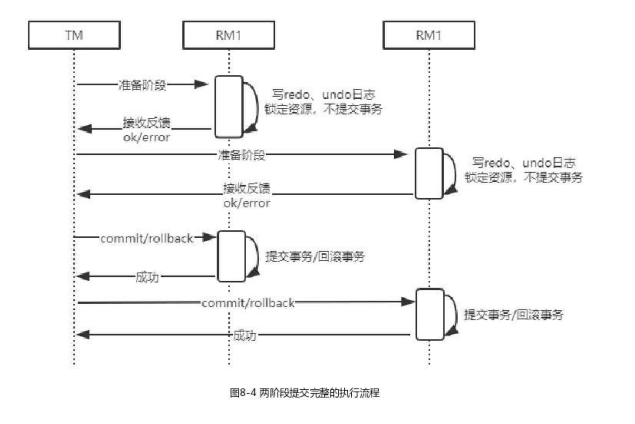 TM
RM1
RM1
准备阶段
写redo、undo日志
锁定资源，不提交事务
接收反馈
ok/error
准备阶段
写redo、undo日志
锁定资源，不提交事务
接收反馈
ok/error
commit/rollback
提交事务/回滚事务
成功
commit/rollback
提交事务/回滚事务
成功
图8-4 两阶段提交完整的执行流程